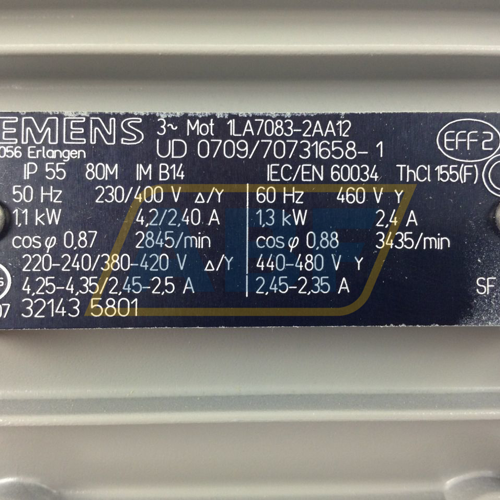 EMENS 3~ Mot 1LA7083-2AA12
056 Erlangen UD 0709/70731658-1 EFF2
IP 55 80M IM B14 IEC/EN 60034 ThCl 155(F)
50 Hz 230/400 V Δ/Y 60 Hz 460 V Y
1,1 kW 4,2/2,40 A 1,3 kW 2,4 A
cos φ 0,87 2845/min cos φ 0,88 3435/min
220-240/380-420 V Δ/Y 440-480 V Y
4,25-4,35/2,45-2,5 A 2,45-2,35 A SF
07 32143 5801